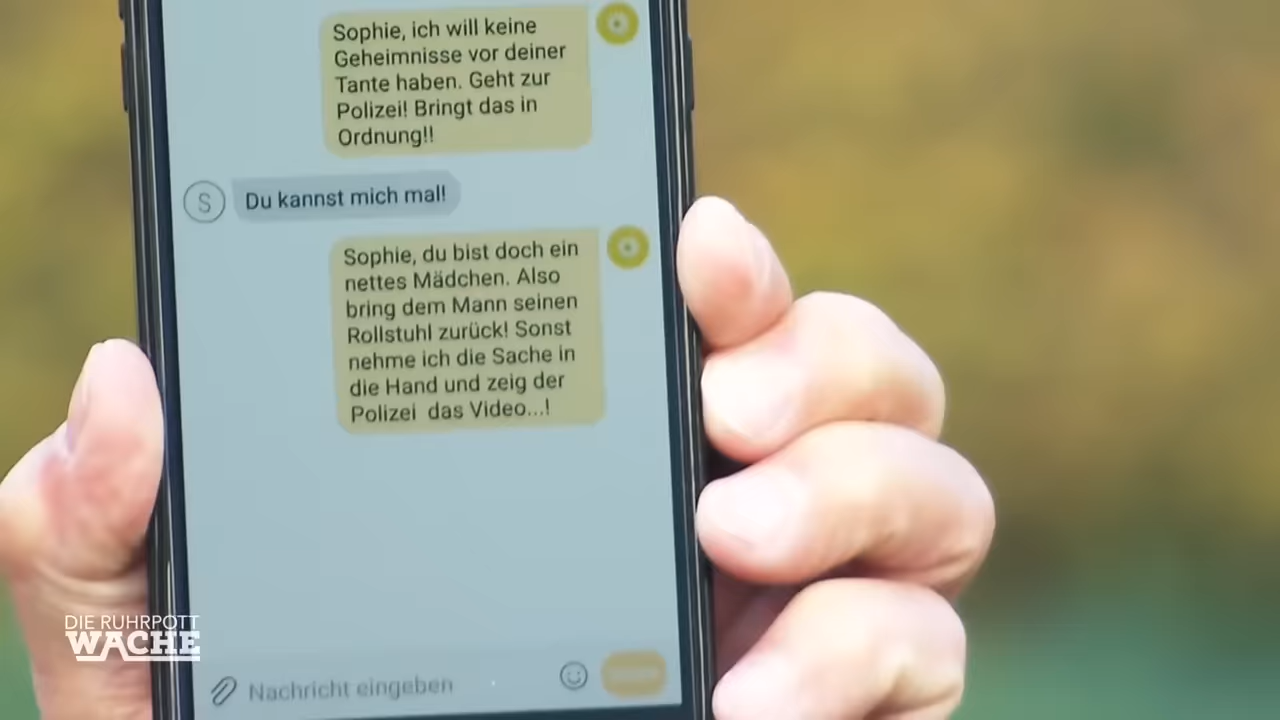 Sophie, ich will keine
Geheimnisse vor deiner
Tante haben. Geht zur
Polizei! Bringt das in
Ordnung!!
S
Du kannst mich mal!
Sophie, du bist doch ein
nettes Mädchen. Also
bring dem Mann seinen
Rollstuhl zurück! Sonst
nehme ich die Sache in
die Hand und zeig der
Polizei das Video...!
DIE RUHRPOTT
WACHE
Nachricht eingeben